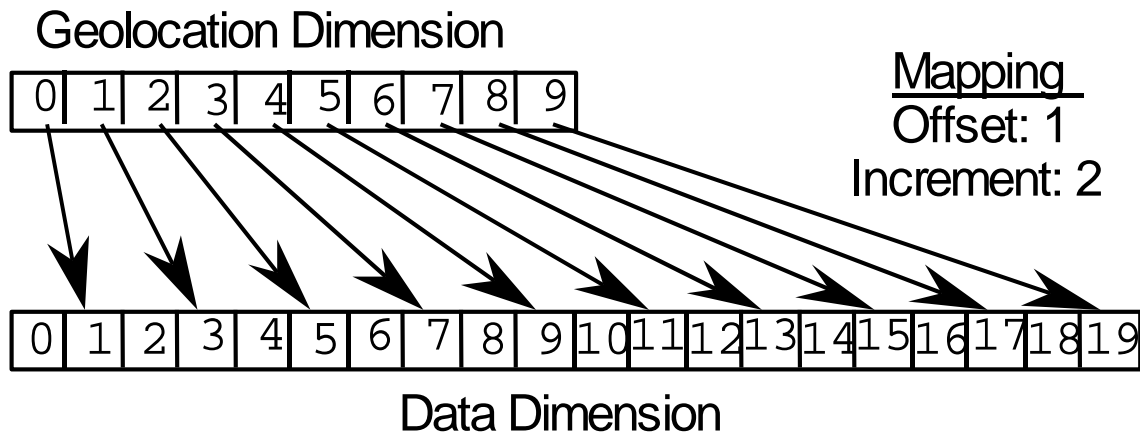 Geolocation Dimension
0 1 2 3 4 5 6 7 8 9
Mapping
Offset: 1
Increment: 2
0 1 2 3 4 5 6 7 8 9 10 11 12 13 14 15 16 17 18 19
Data Dimension